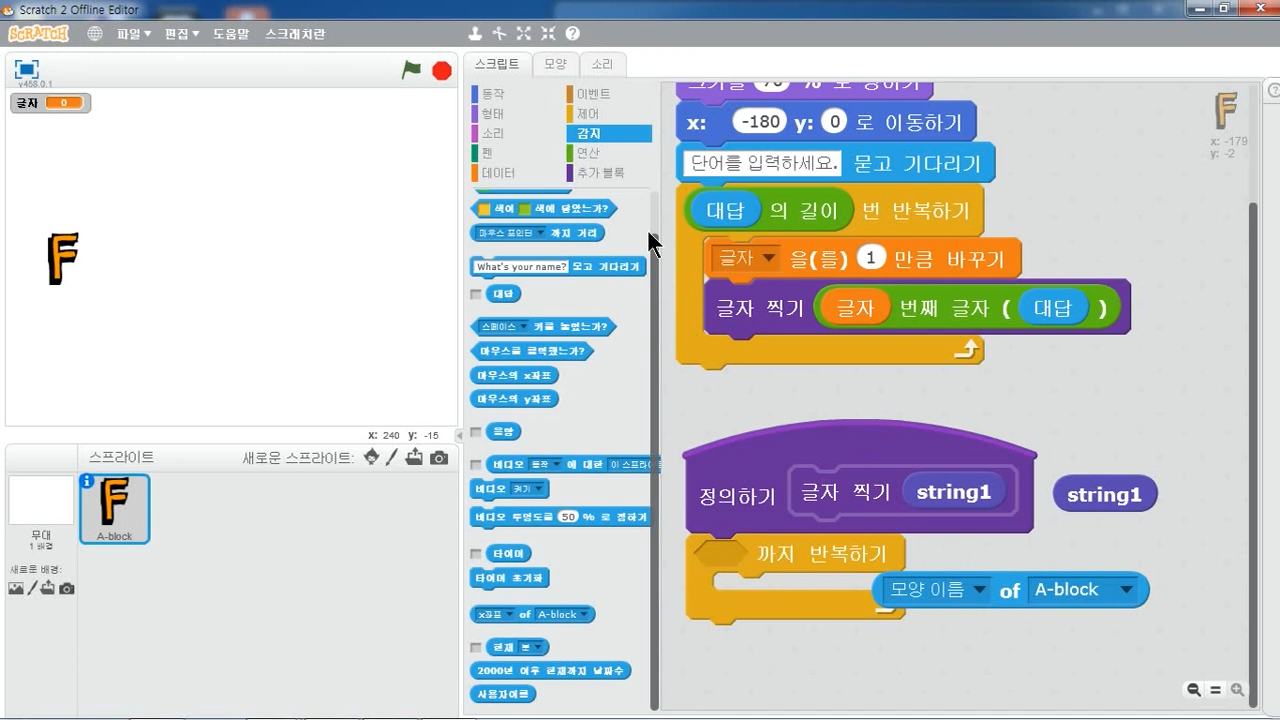 Scratch 2 Offline Editor
SCRATCH 파일 편집 도움말 스크래치란
v458.0.1
글자 0
F
x: 240 y: -15
스프라이트 새로운 스프라이트:
무대
1 배경
새로운 배경:
A-block
스크립트 모양 소리
동작 이벤트
형태 제어
소리 감지
펜 연산
데이터 추가 블록
색이 색에 닿았는가?
마우스 포인터 까지 거리
What's your name? 묻고 기다리기
대답
스페이스 키를 눌렀는가?
마우스를 클릭했는가?
마우스의 x좌표
마우스의 y좌표
음량
비디오 동작 에 대한 이 스프라
비디오 켜기
비디오 투명도를 50 % 로 정하기
타이머
타이머 초기화
x좌표 of A-block
현재 분
2000년 이후 현재까지 날짜수
사용자이름
크기를 70 % 로 정하기
x: -180 y: 0 로 이동하기
단어를 입력하세요. 묻고 기다리기
대답 의 길이 번 반복하기
글자 을(를) 1 만큼 바꾸기
글자 찍기 글자 번째 글자 ( 대답 )
정의하기 글자 찍기 string1 string1
까지 반복하기
모양 이름 of A-block
x: -179
y: -2